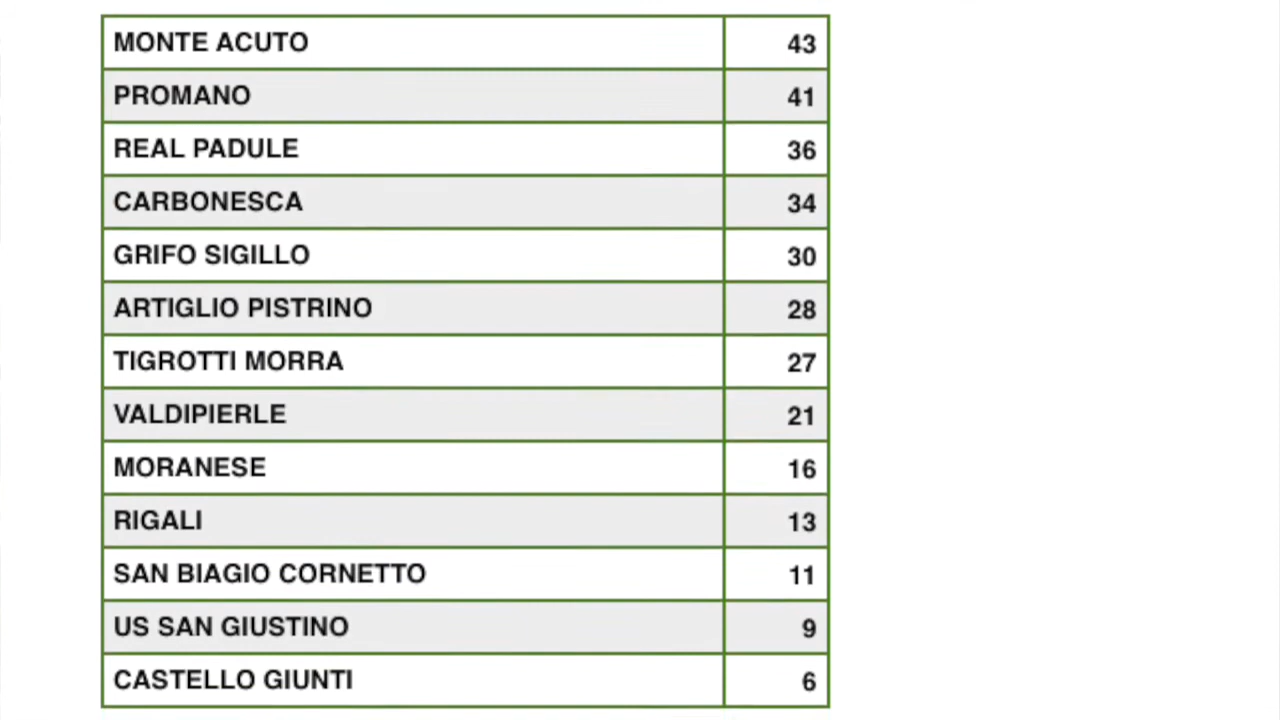 MONTE ACUTO 43
PROMANO 41
REAL PADULE 36
CARBONESCA 34
GRIFO SIGILLO 30
ARTIGLIO PISTRINO 28
TIGROTTI MORRA 27
VALDIPIERLE 21
MORANESE 16
RIGALI 13
SAN BIAGIO CORNETTO 11
US SAN GIUSTINO 9
CASTELLO GIUNTI 6